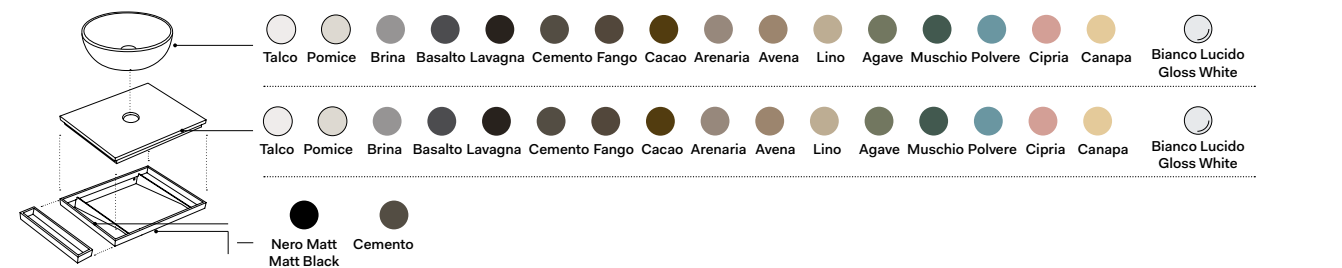 Talco Pomice Brina Basalto Lavagna Cemento Fango Cacao Arenaria Avena Lino Agave Muschio Polvere Cipria Canapa Bianco Lucido
Gloss White
Talco Pomice Brina Basalto Lavagna Cemento Fango Cacao Arenaria Avena Lino Agave Muschio Polvere Cipria Canapa Bianco Lucido
Gloss White
Nero Matt Cemento
Matt Black